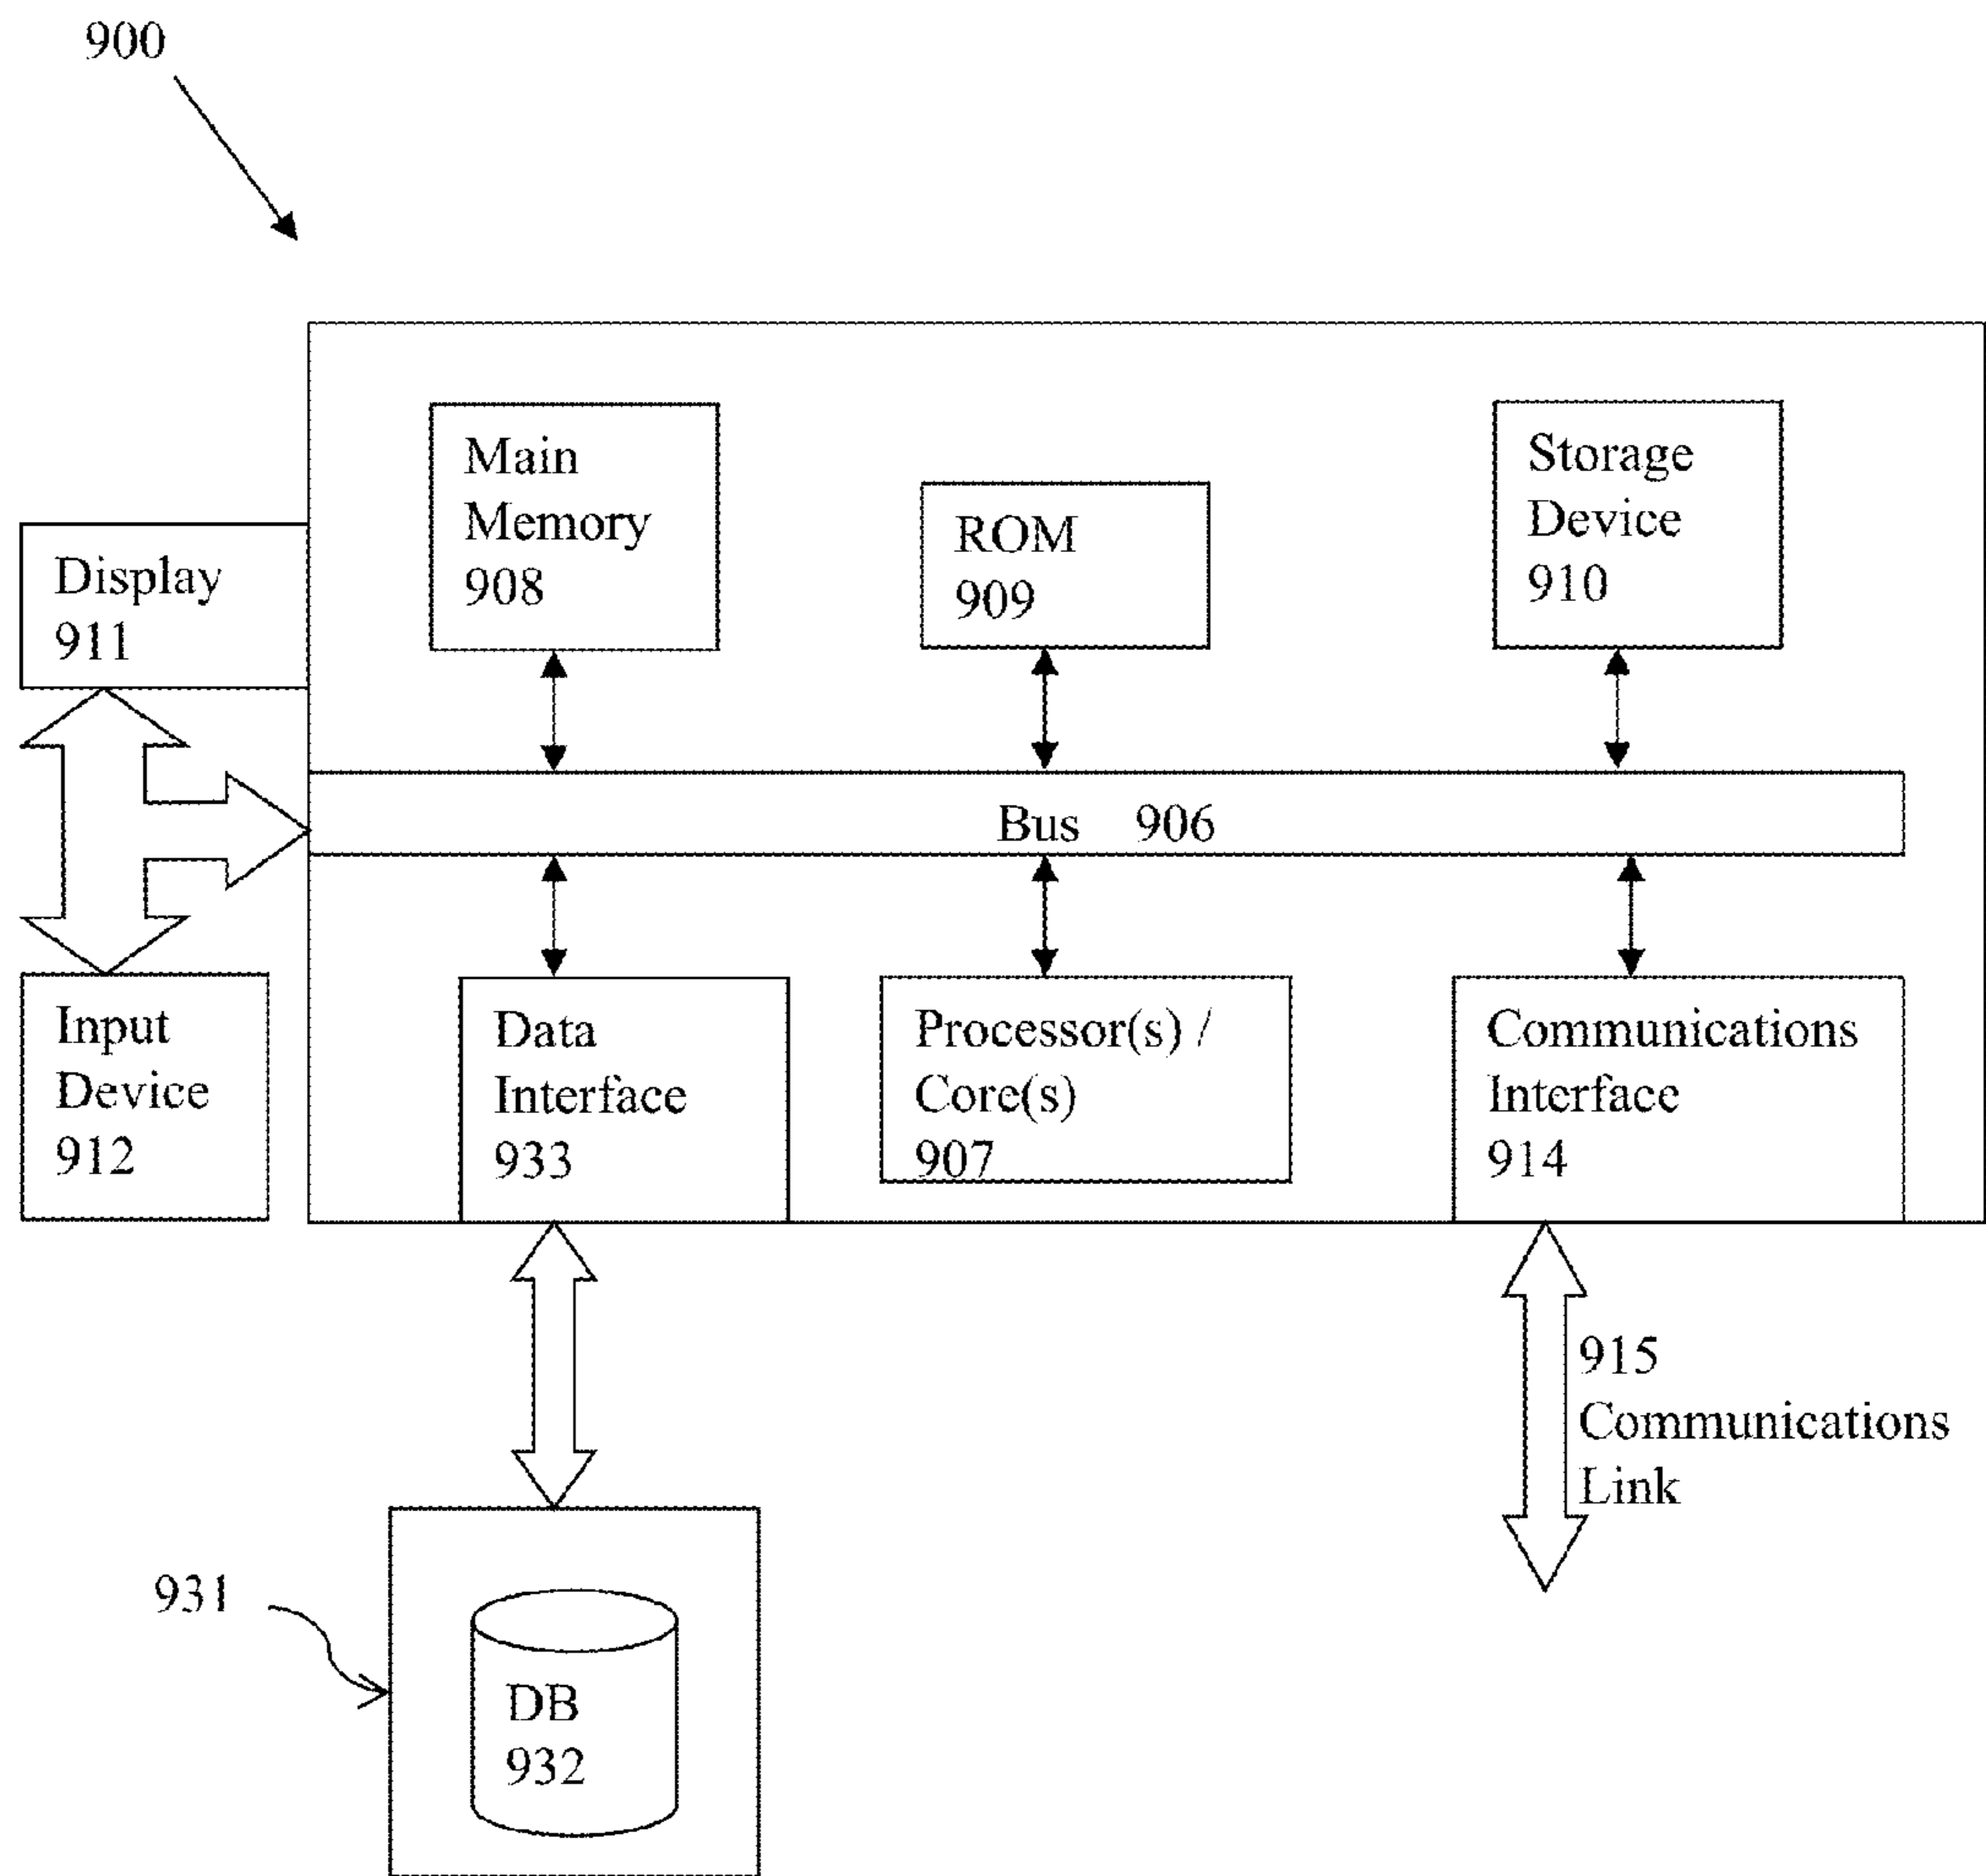 900
Main
Memory
908
ROM
909
Storage
Device
910
Display
911
Bus 906
Input
Device
912
Data
Interface
933
Processor(s) /
Core(s)
907
Communications
Interface
914
915
Communications
Link
931
DB
932